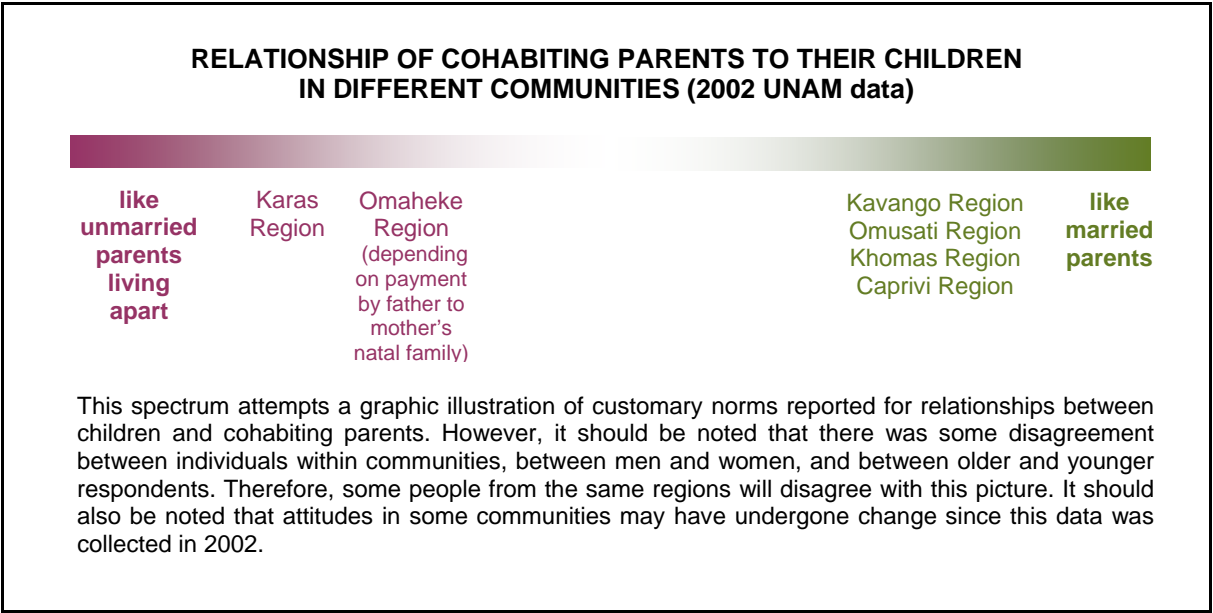 RELATIONSHIP OF COHABITING PARENTS TO THEIR CHILDREN
IN DIFFERENT COMMUNITIES (2002 UNAM data)
like
unmarried
parents
living
apart
Karas
Region
Omaheke
Region
(depending
on payment
by father to
mother's
natal family)
Kavango Region
Omusati Region
Khomas Region
Caprivi Region
like
married
parents
This spectrum attempts a graphic illustration of customary norms reported for relationships between
children and cohabiting parents. However, it should be noted that there was some disagreement
between individuals within communities, between men and women, and between older and younger
respondents. Therefore, some people from the same regions will disagree with this picture. It should
also be noted that attitudes in some communities may have undergone change since this data was
collected in 2002.